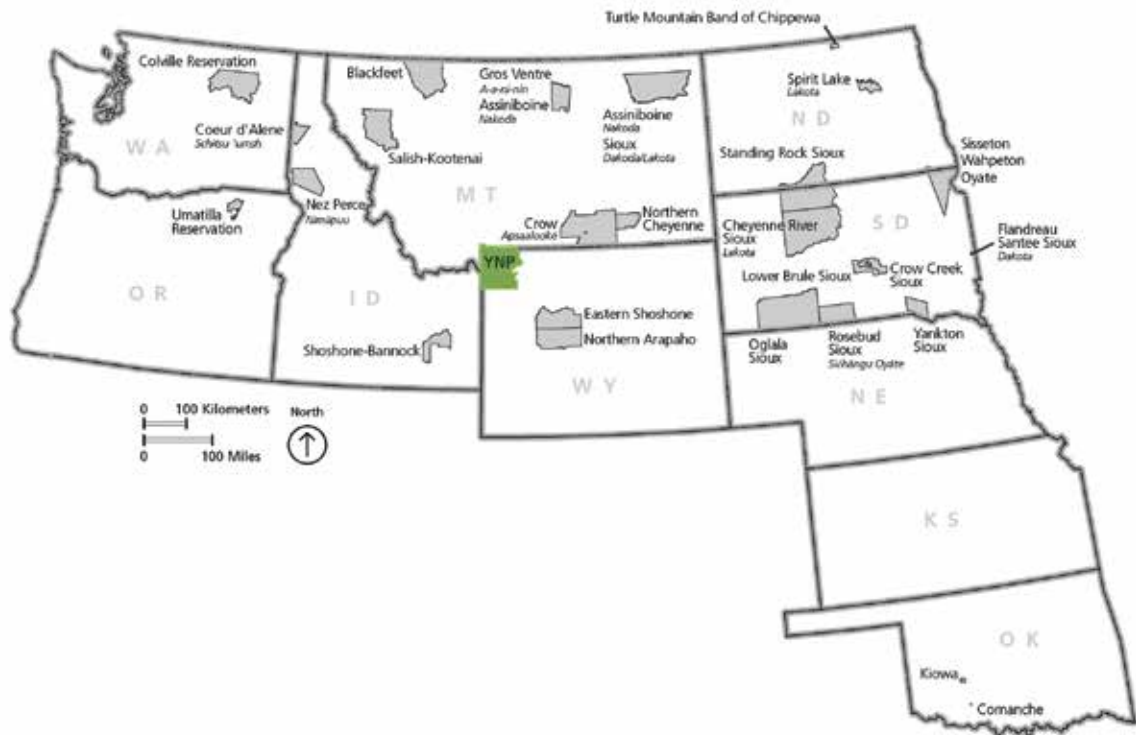 Turtle Mountain Band of Chippewa
Colville Reservation
Blackfeet
Gros Ventre
A-a-ni-nin
Assiniboine
Nakoda
Assiniboine
Nakoda
Sioux
Dakoda/Lakota
Spirit Lake
Lakota
N D
Coeur d'Alene
W A
Salish-Kootenai
Standing Rock Sioux
Sisseton
Wahpeton
Oyate
M T
Nez Perce
Umatilla
Reservation
Crow
Apsaalooke
Northern
Cheyenne
Cheyenne River
Sioux
Lakota
S D
Flandreau
Santee Sioux
Dakota
YNP
Lower Brule Sioux
Crow Creek
Sioux
O R
I D
Eastern Shoshone
Northern Arapaho
Shoshone-Bannock
Oglala
Sioux
Rosebud
Sioux
Sichangu Oyate
Yankton
Sioux
W Y
N E
0 100 Kilometers
0 100 Miles
North
K S
O K
Kiowa
Comanche